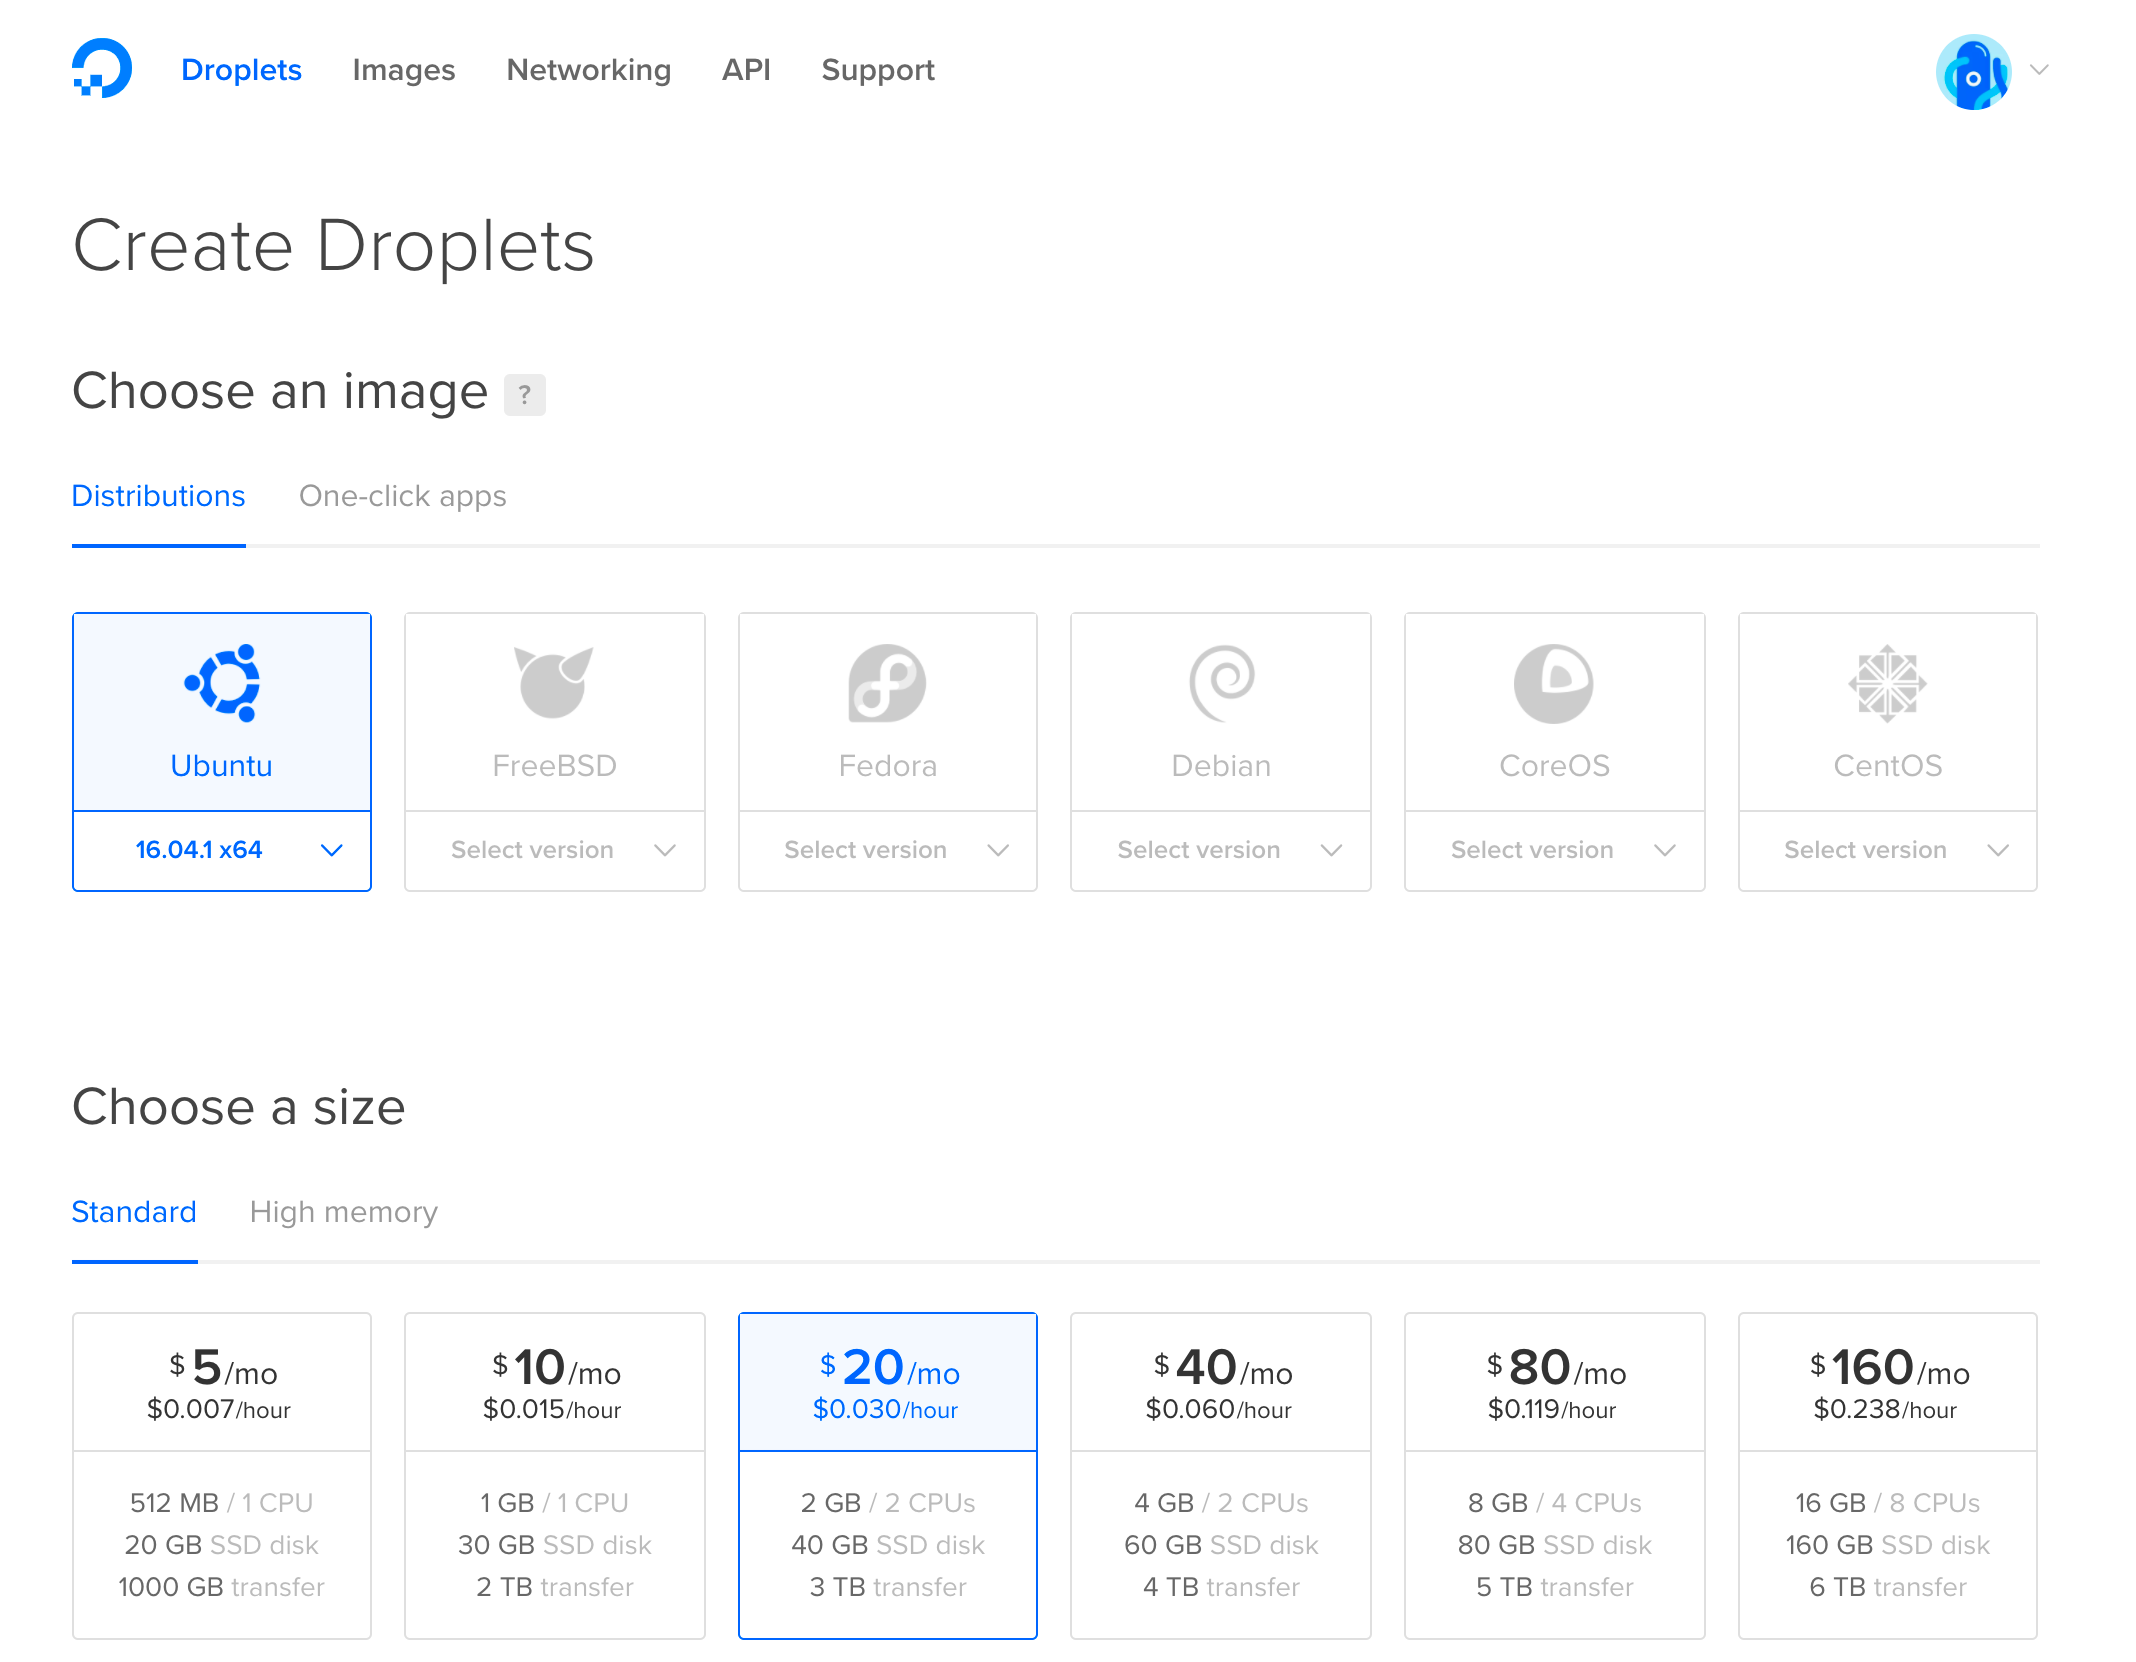 Droplets Images Networking API Support
Create Droplets
Choose an image ?
Distributions One-click apps
Ubuntu FreeBSD Fedora Debian CoreOS CentOS
16.04.1 x64 Select version Select version Select version Select version Select version
Choose a size
Standard High memory
$5/mo $10/mo $20/mo $40/mo $80/mo $160/mo
$0.007/hour $0.015/hour $0.030/hour $0.060/hour $0.119/hour $0.238/hour
512 MB / 1 CPU 1 GB / 1 CPU 2 GB / 2 CPUs 4 GB / 2 CPUs 8 GB / 4 CPUs 16 GB / 8 CPUs
20 GB SSD disk 30 GB SSD disk 40 GB SSD disk 60 GB SSD disk 80 GB SSD disk 160 GB SSD disk
1000 GB transfer 2 TB transfer 3 TB transfer 4 TB transfer 5 TB transfer 6 TB transfer